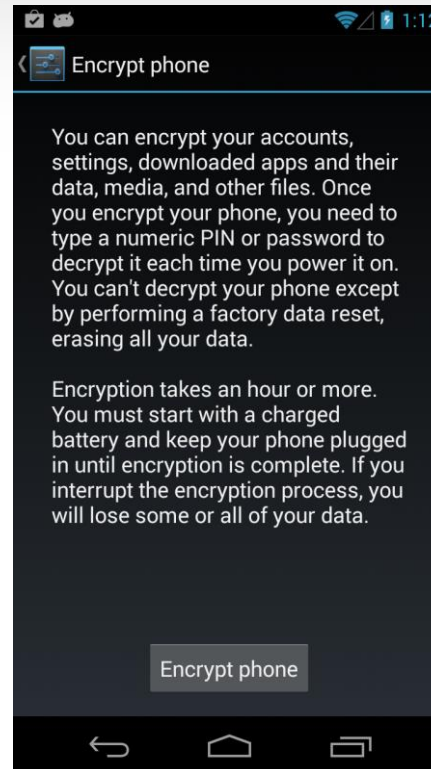 1:12
Encrypt phone
You can encrypt your accounts,
settings, downloaded apps and their
data, media, and other files. Once
you encrypt your phone, you need to
type a numeric PIN or password to
decrypt it each time you power it on.
You can't decrypt your phone except
by performing a factory data reset,
erasing all your data.
Encryption takes an hour or more.
You must start with a charged
battery and keep your phone plugged
in until encryption is complete. If you
interrupt the encryption process, you
will lose some or all of your data.
Encrypt phone